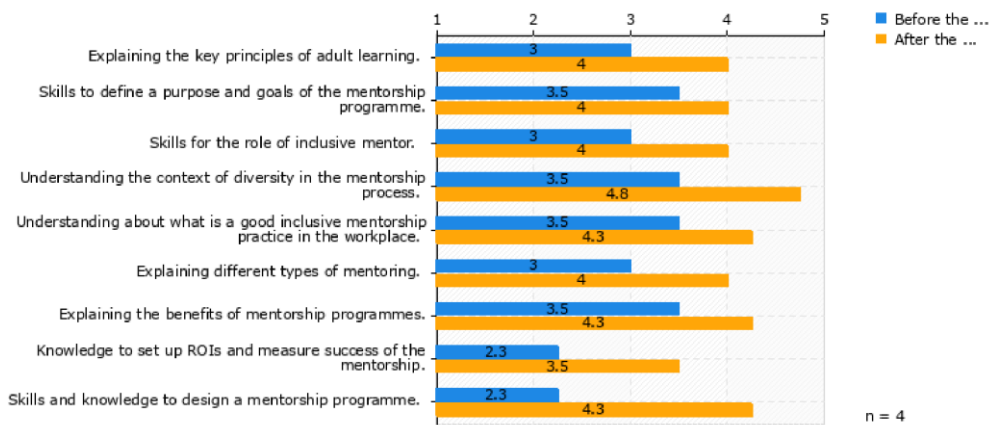 1 2 3 4 5
Before the ...
After the ...
Explaining the key principles of adult learning.
3
4
Skills to define a purpose and goals of the mentorship
programme.
3.5
4
Skills for the role of inclusive mentor.
3
4
Understanding the context of diversity in the mentorship
process.
3.5
4.8
Understanding about what is a good inclusive mentorship
practice in the workplace.
3.5
4.3
Explaining different types of mentoring.
3
4
Explaining the benefits of mentorship programmes.
3.5
4.3
Knowledge to set up ROIs and measure success of the
mentorship.
2.3
3.5
Skills and knowledge to design a mentorship programme.
2.3
4.3
n = 4